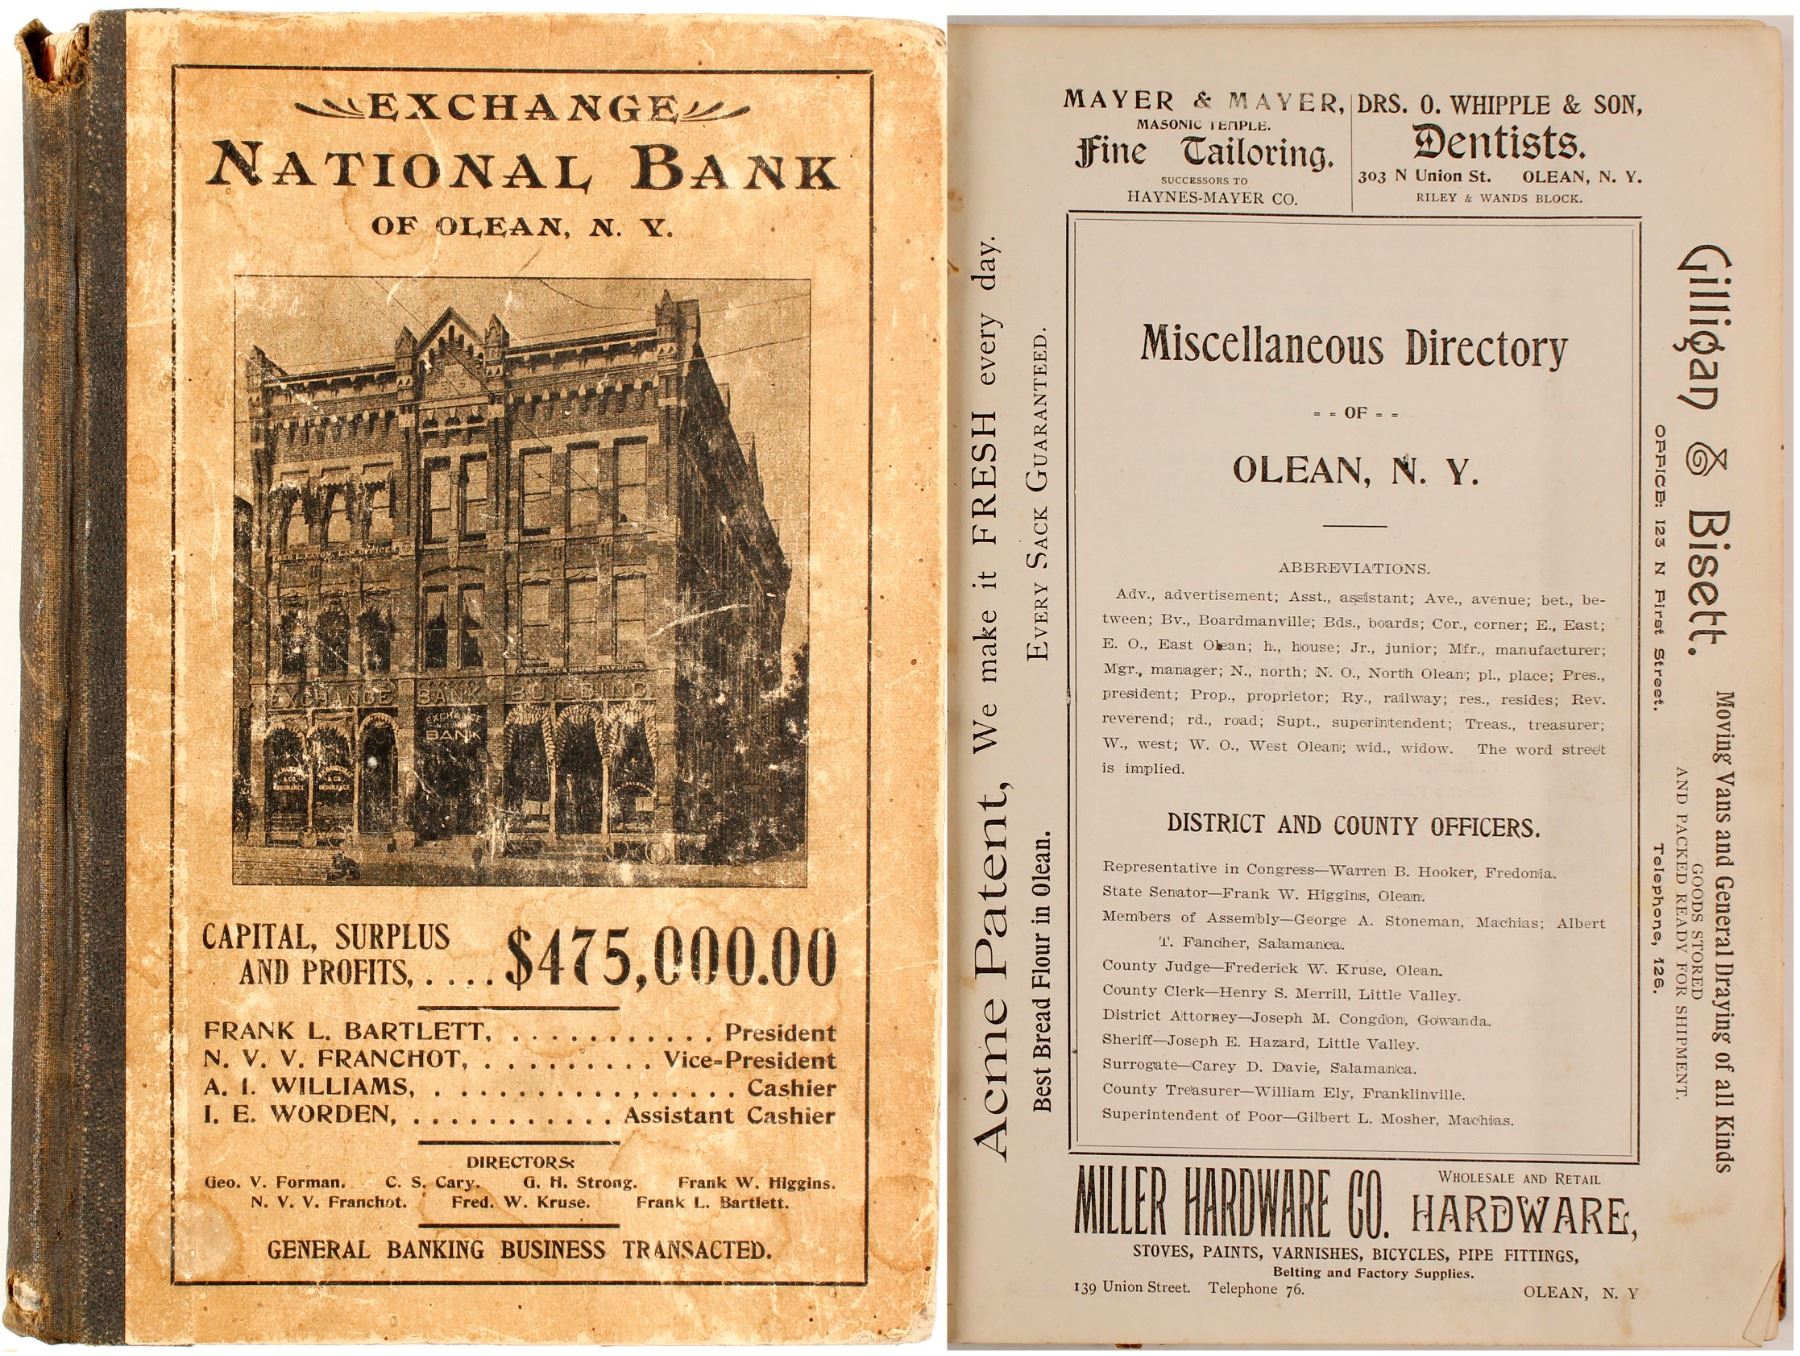 EXCHANGE
NATIONAL BANK
OF OLEAN, N. Y.
EXCHANGE BANK BUILDING
EXCHANGE
BANK
CAPITAL, SURPLUS
AND PROFITS, . . . . . $475,000.00
FRANK L. BARTLETT, . . . . . . . . . . . . President
N. V. V. FRANCHOT, . . . . . . . . . . Vice-President
A. I. WILLIAMS, . . . . . . . . . . . . . . . . Cashier
I. E. WORDEN, . . . . . . . . . . . Assistant Cashier
DIRECTORS:
Geo. V. Forman. C. S. Cary. G. H. Strong. Frank W. Higgins.
N. V. V. Franchot. Fred. W. Kruse. Frank L. Bartlett.
GENERAL BANKING BUSINESS TRANSACTED.
MAYER & MAYER,
MASONIC TEMPLE.
Fine Tailoring.
SUCCESSORS TO
HAYNES-MAYER CO.
DRS. O. WHIPPLE & SON,
Dentists.
303 N Union St. OLEAN, N. Y.
RILEY & WANDS BLOCK.
Acme Patent, We make it FRESH every day.
Best Bread Flour in Olean. EVERY SACK GUARANTEED.
Miscellaneous Directory
- - OF - -
OLEAN, N. Y.
ABBREVIATIONS.
Adv., advertisement; Asst., assistant; Ave., avenue; bet., be-
tween; Bv., Boardmanville; Bds., boards; Cor., corner; E., East;
E. O., East Olean; h., house; Jr., junior; Mfr., manufacturer;
Mgr., manager; N., north; N. O., North Olean; pl., place; Pres.,
president; Prop., proprietor; Ry., railway; res., resides; Rev.
reverend; rd., road; Supt., superintendent; Treas., treasurer;
W., west; W. O., West Olean; wid., widow. The word street
is implied.
DISTRICT AND COUNTY OFFICERS.
Representative in Congress—Warren B. Hooker, Fredonia.
State Senator—Frank W. Higgins, Olean.
Members of Assembly—George A. Stoneman, Machias; Albert
T. Fancher, Salamanca.
County Judge—Frederick W. Kruse, Olean.
County Clerk—Henry S. Merrill, Little Valley.
District Attorney—Joseph M. Congdon, Gowanda.
Sheriff—Joseph E. Hazard, Little Valley.
Surrogate—Carey D. Davie, Salamanca.
County Treasurer—William Ely, Franklinville.
Superintendent of Poor—Gilbert L. Mosher, Machias.
Gilligan & Bisett.
OFFICE: 123 N First Street. Telephone, 126.
Moving Vans and General Draying of all Kinds
GOODS STORED
AND PACKED READY FOR SHIPMENT.
MILLER HARDWARE CO.
WHOLESALE AND RETAIL
HARDWARE,
STOVES, PAINTS, VARNISHES, BICYCLES, PIPE FITTINGS,
Belting and Factory Supplies.
139 Union Street. Telephone 76. OLEAN, N. Y